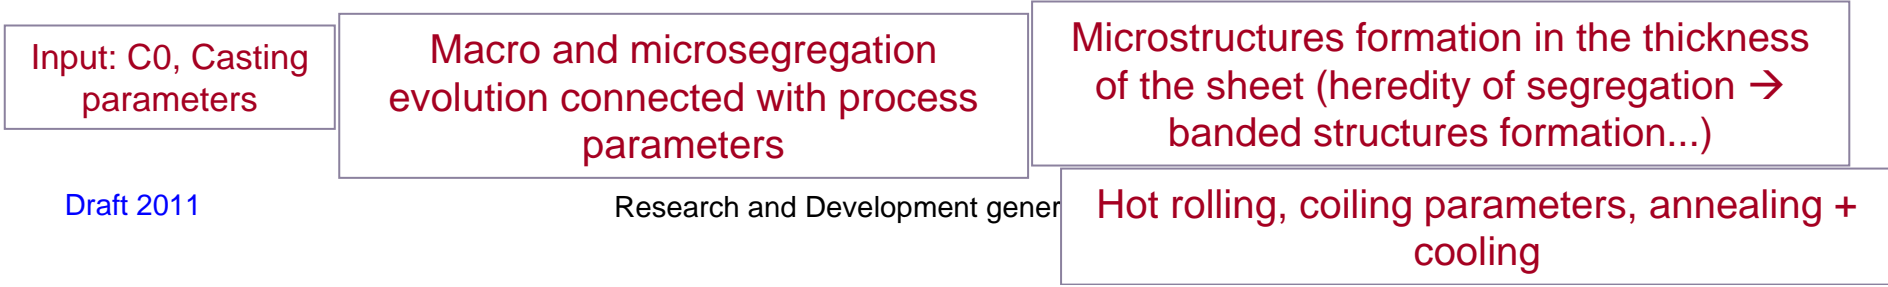 Input: C0, Casting
parameters
Macro and microsegregation
evolution connected with process
parameters
Microstructures formation in the thickness
of the sheet (heredity of segregation →
banded structures formation...)
Draft 2011
Research and Development gener
Hot rolling, coiling parameters, annealing +
cooling